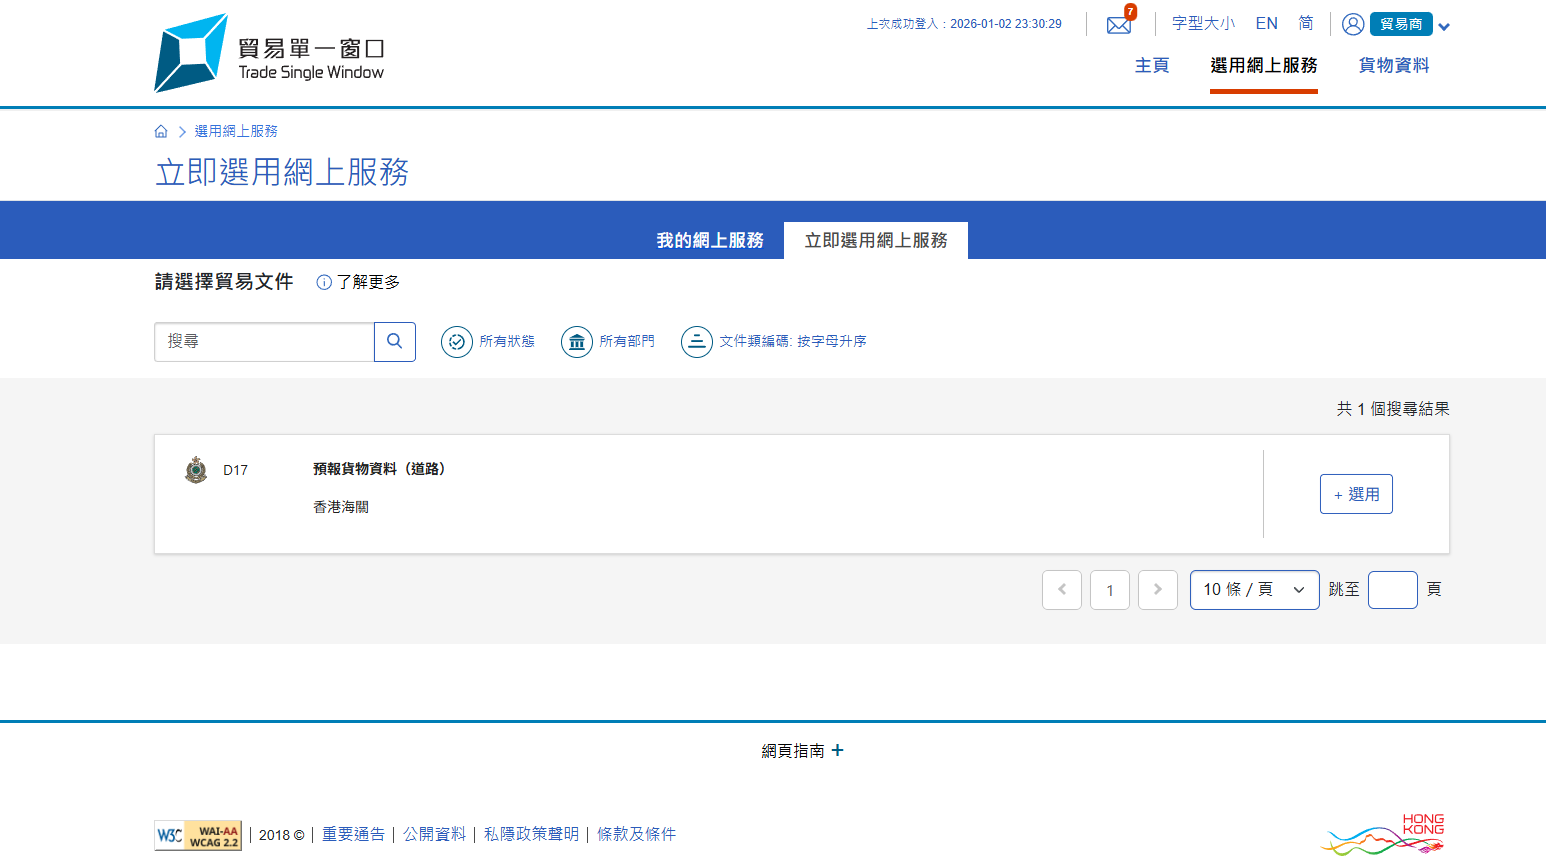 貿易單一窗口
Trade Single Window
上次成功登入 : 2026-01-02 23:30:29
7
字型大小
EN
简
貿易商
主頁
選用網上服務
貨物資料
選用網上服務
立即選用網上服務
我的網上服務
立即選用網上服務
請選擇貿易文件
了解更多
搜尋
所有狀態
所有部門
文件類編碼: 按字母升序
共 1 個搜尋結果
D17
預報貨物資料（道路）
香港海關
+ 選用
1
10 條 / 頁
跳至
頁
網頁指南 +
W3C WAI-AA
WCAG 2.2
2018 © | 重要通告 | 公開資料 | 私隱政策聲明 | 條款及條件
HONG
KONG